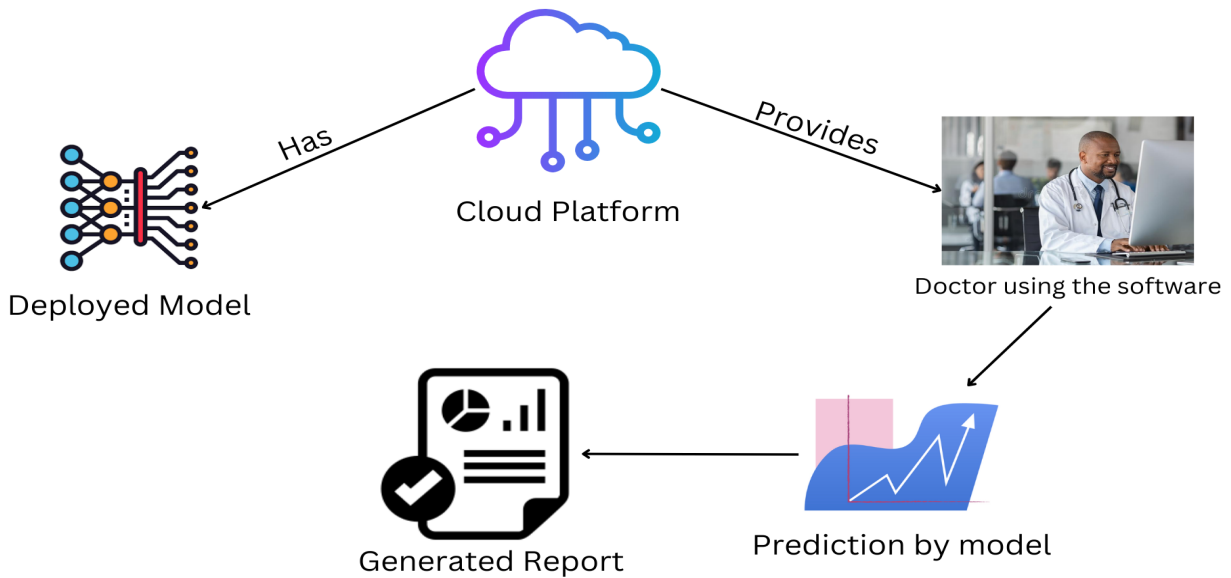 Has
Provides
Cloud Platform
Deployed Model
Doctor using the software
Prediction by model
Generated Report